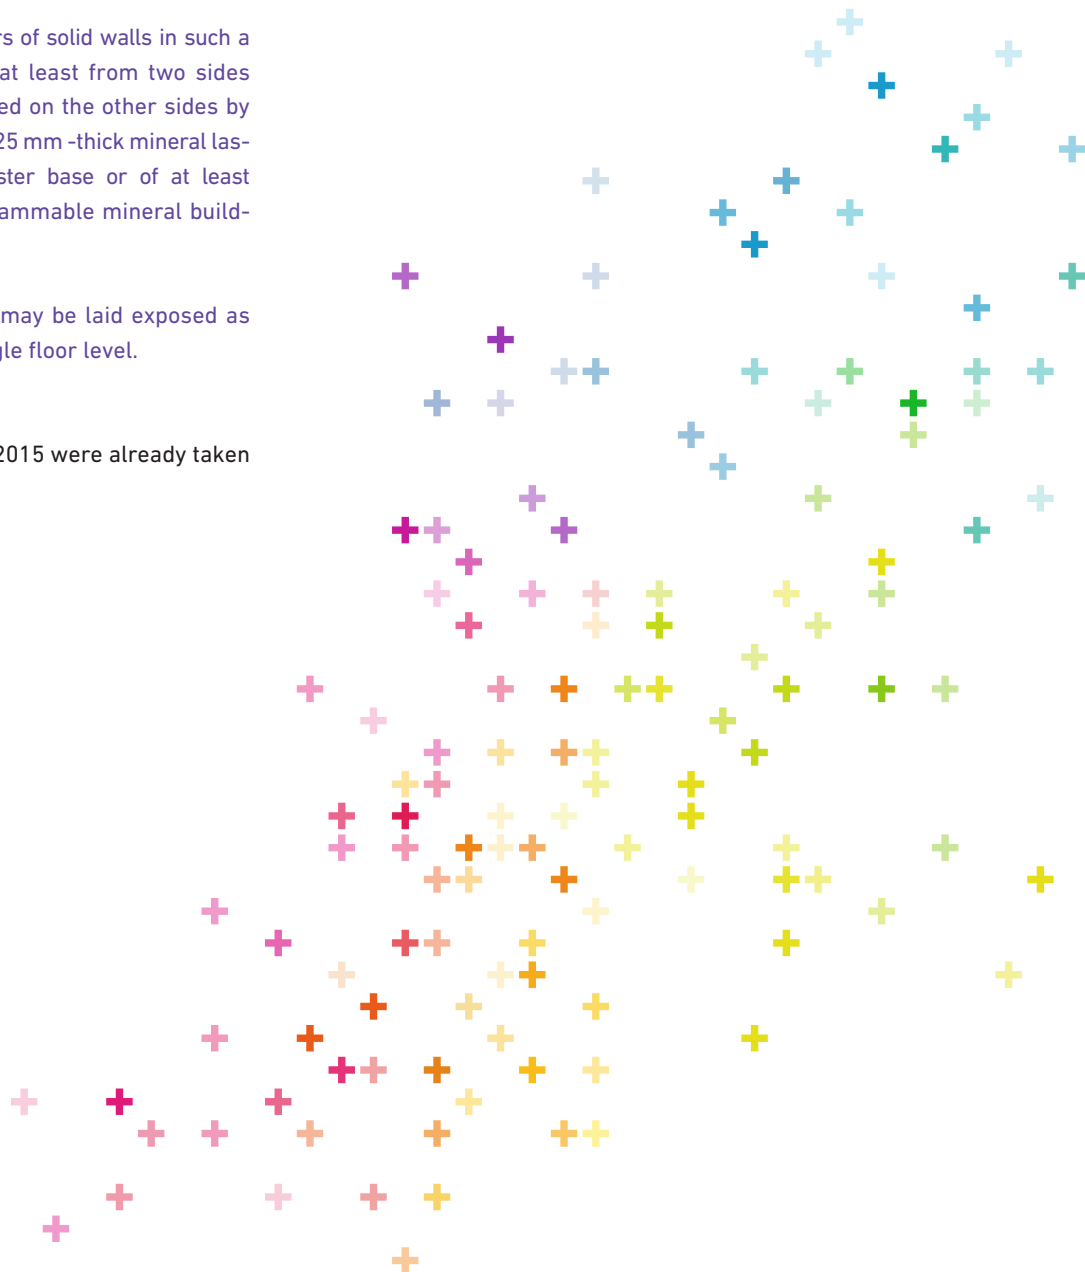 rs of solid walls in such a
at least from two sides
ed on the other sides by
25 mm -thick mineral las-
ster base or of at least
ammable mineral build-
may be laid exposed as
gle floor level.
2015 were already taken